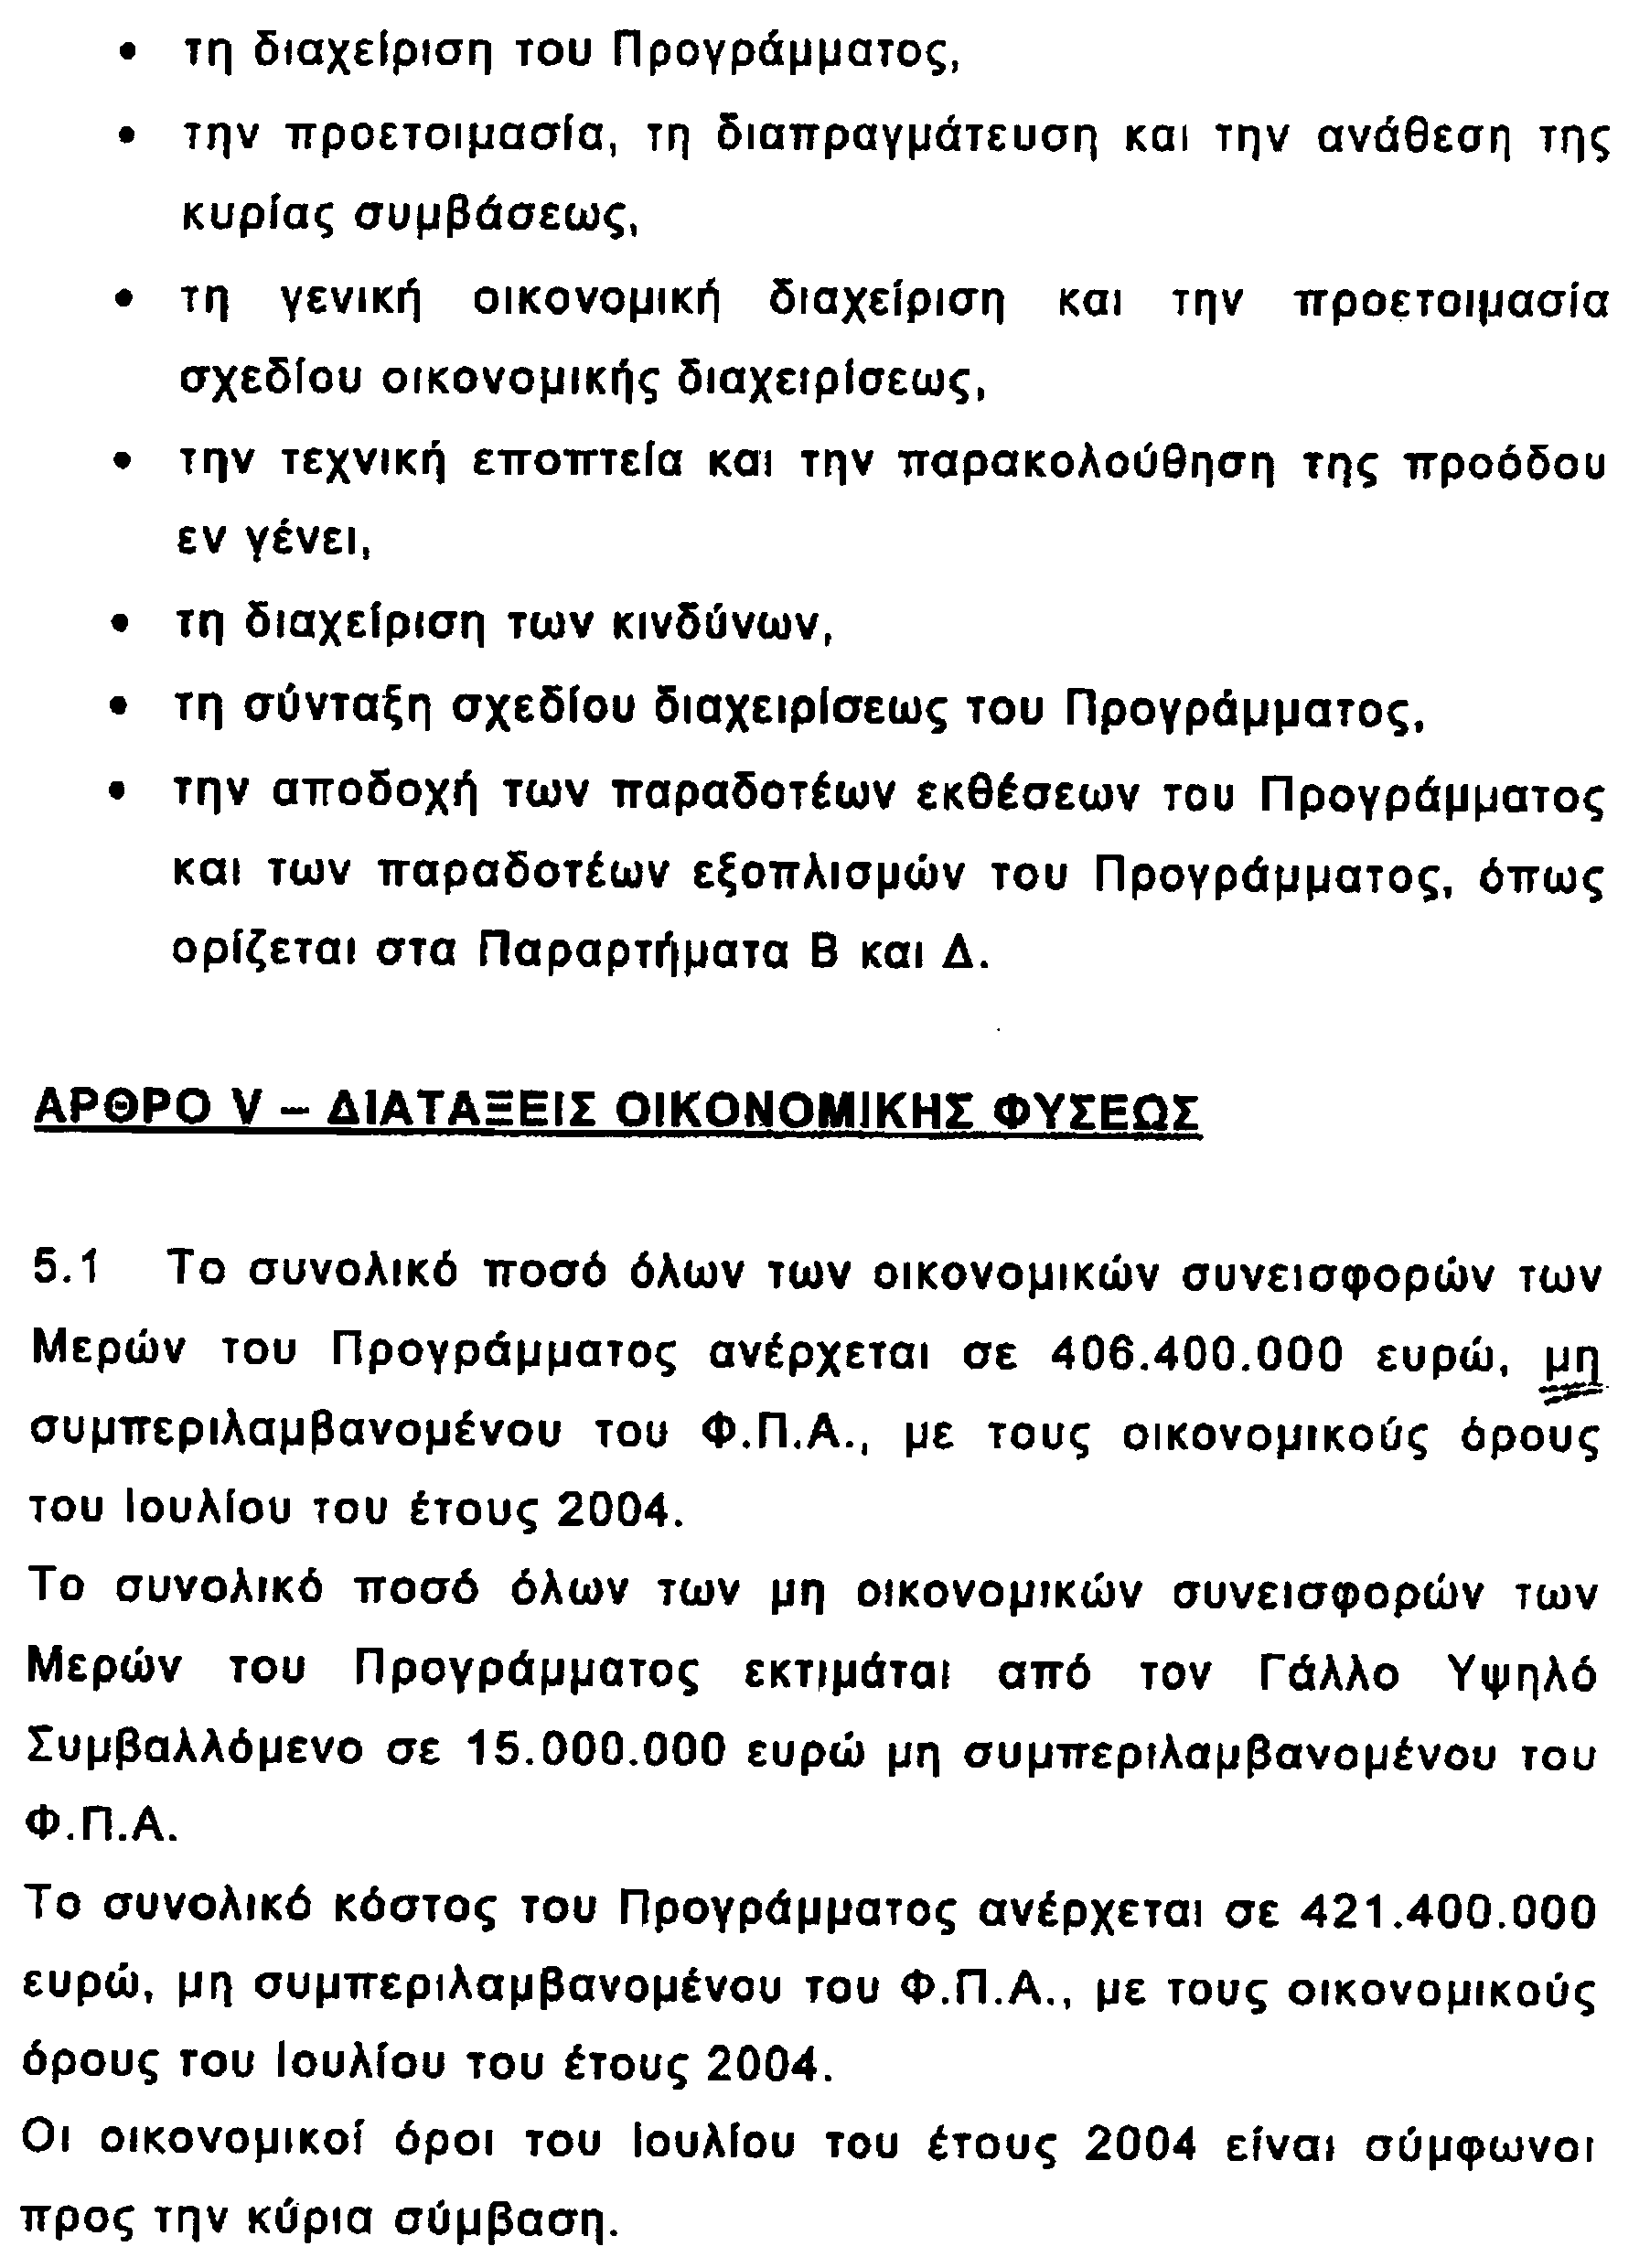 • τη διαχείριση του Προγράμματος,
• την προετοιμασία, τη διαπραγμάτευση και την ανάθεση της
κυρίας συμβάσεως,
• τη γενική οικονομική διαχείριση και την προετοιμασία
σχεδίου οικονομικής διαχειρίσεως,
• την τεχνική εποπτεία και την παρακολούθηση της προόδου
εν γένει,
• τη διαχείριση των κινδύνων,
• τη σύνταξη σχεδίου διαχειρίσεως του Προγράμματος,
• την αποδοχή των παραδοτέων εκθέσεων του Προγράμματος
και των παραδοτέων εξοπλισμών του Προγράμματος, όπως
ορίζεται στα Παραρτήματα Β και Δ.
ΑΡΘΡΟ V – ΔΙΑΤΑΞΕΙΣ ΟΙΚΟΝΟΜΙΚΗΣ ΦΥΣΕΩΣ
5.1 Το συνολικό ποσό όλων των οικονομικών συνεισφορών των
Μερών του Προγράμματος ανέρχεται σε 406.400.000 ευρώ, μη
συμπεριλαμβανομένου του Φ.Π.Α., με τους οικονομικούς όρους
του Ιουλίου του έτους 2004.
Το συνολικό ποσό όλων των μη οικονομικών συνεισφορών των
Μερών του Προγράμματος εκτιμάται από τον Γάλλο Υψηλό
Συμβαλλόμενο σε 15.000.000 ευρώ μη συμπεριλαμβανομένου του
Φ.Π.Α.
Το συνολικό κόστος του Προγράμματος ανέρχεται σε 421.400.000
ευρώ, μη συμπεριλαμβανομένου του Φ.Π.Α., με τους οικονομικούς
όρους του Ιουλίου του έτους 2004.
Οι οικονομικοί όροι του Ιουλίου του έτους 2004 είναι σύμφωνοι
προς την κύρια σύμβαση.